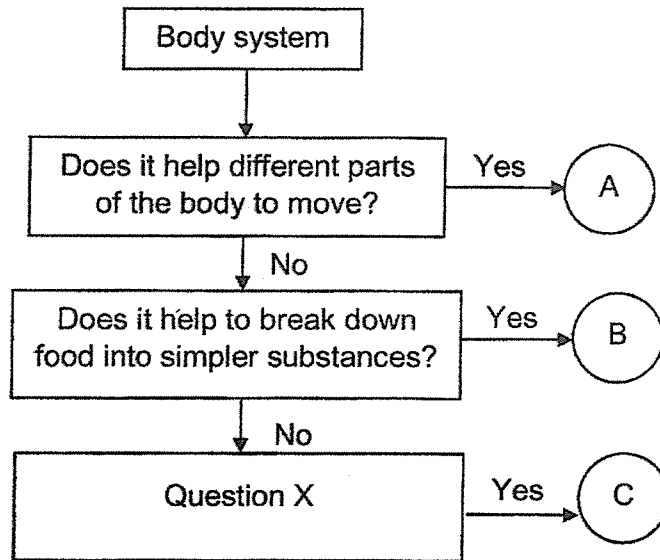 Body system
Does it help different parts
of the body to move?
Yes
A
No
Does it help to break down
food into simpler substances?
Yes
B
No
Question X
Yes
C